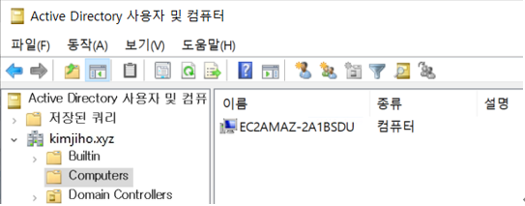 Active Directory 사용자 및 컴퓨터
파일(F) 동작(A) 보기(V) 도움말(H)
Active Directory 사용자 및 컴퓨
저장된 쿼리
kimjiho.xyz
Builtin
Computers
Domain Controllers
이름 종류 설명
EC2AMAZ-2A1BSDU 컴퓨터